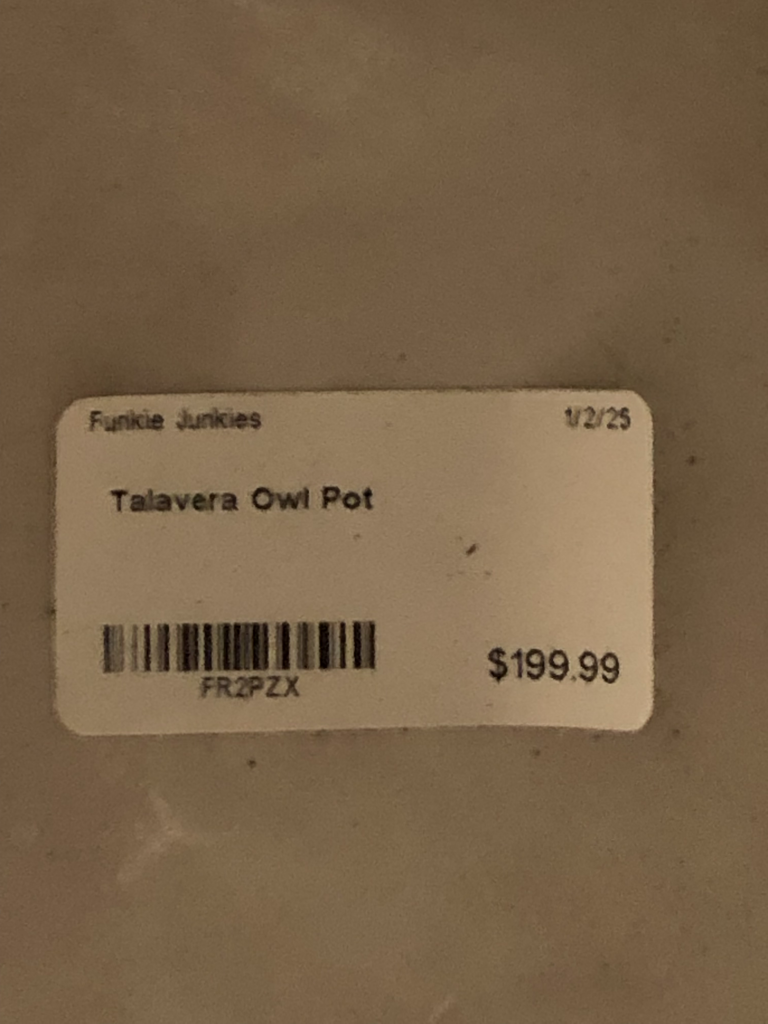 Funkie Junkies 1/2/25
Talavera Owl Pot
$199.99
FR2PZX